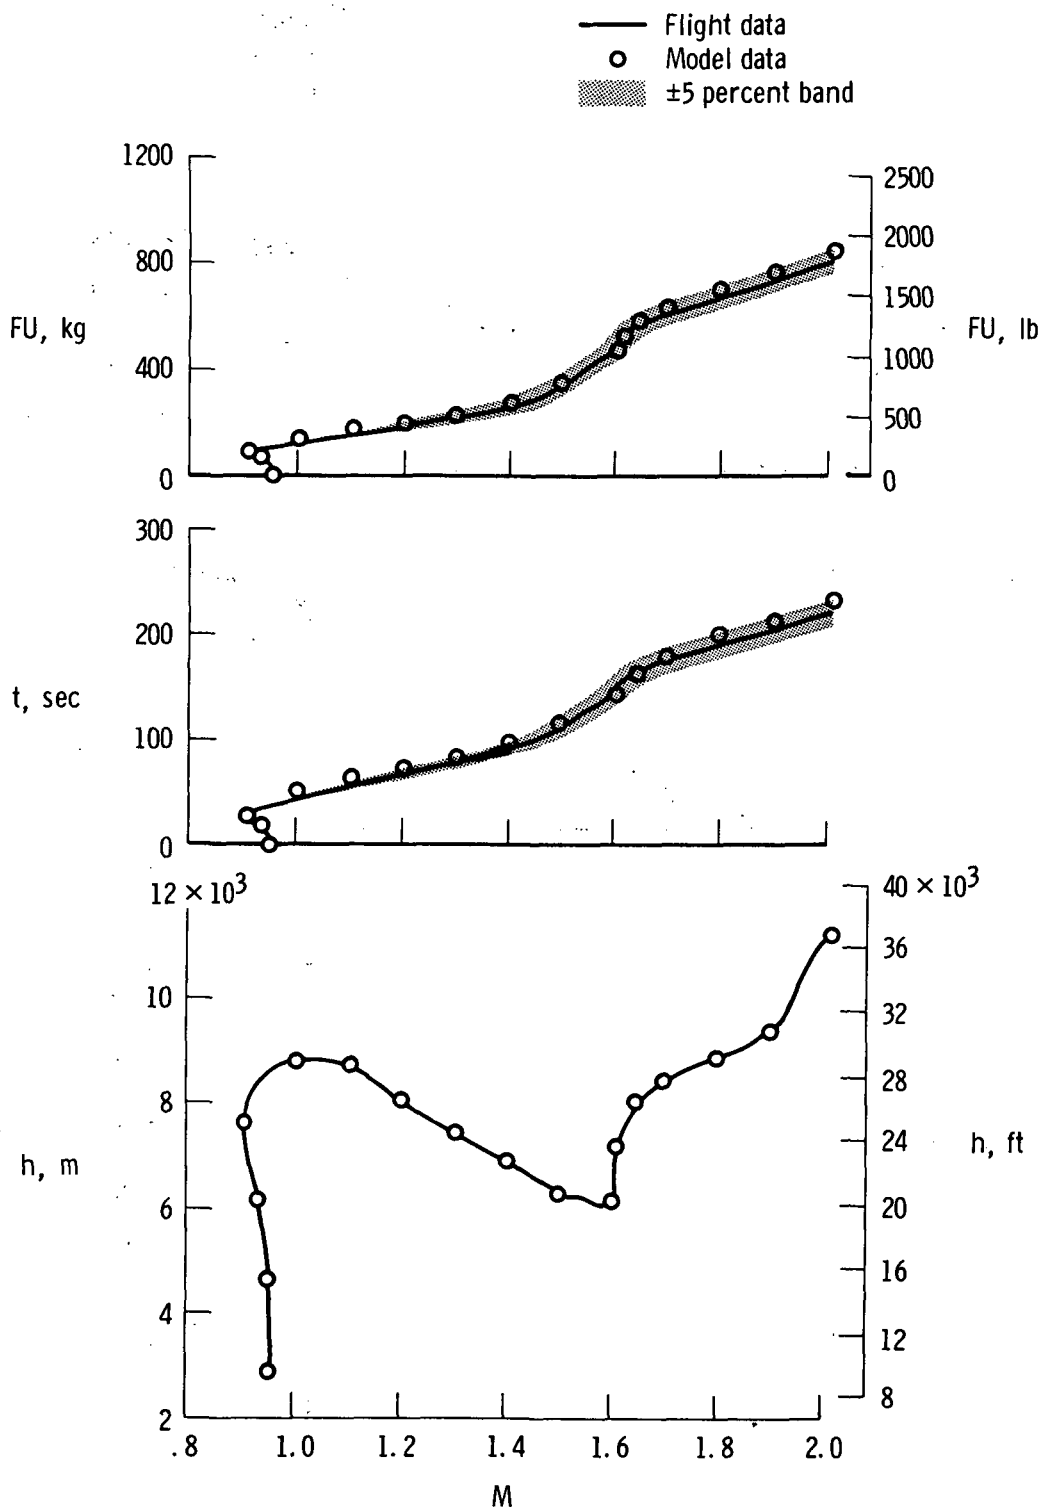 Flight data
Model data
±5 percent band
1200
800
400
0
FU, kg
2500
2000
1500
1000
500
0
FU, lb
300
200
100
0
t, sec
12 × 10³
10
8
6
4
2
h, m
40 × 10³
36
32
28
24
20
16
12
8
h, ft
.8 1.0 1.2 1.4 1.6 1.8 2.0
M